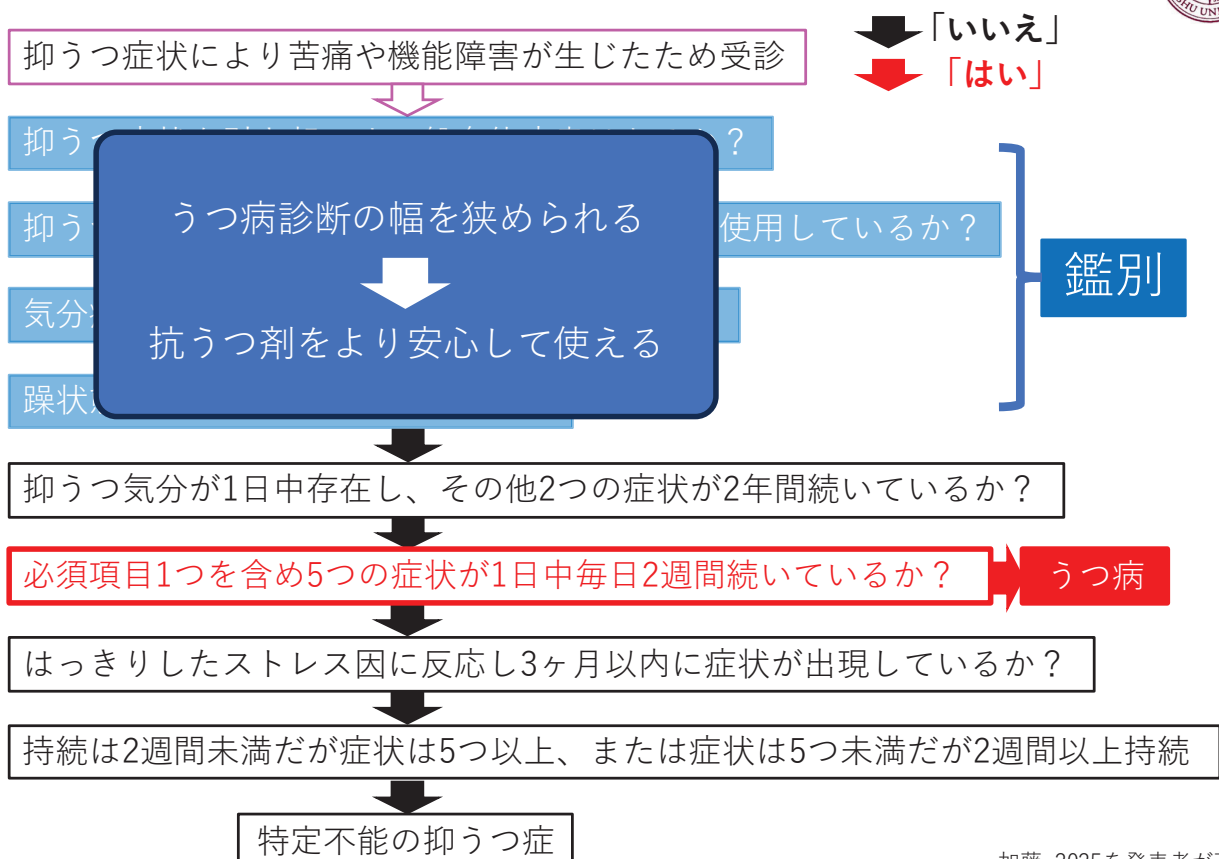 「いいえ」
「はい」
抑うつ症状により苦痛や機能障害が生じたため受診
抑う
？
抑う
使用しているか？
気分
躁状
うつ病診断の幅を狭められる
抗うつ剤をより安心して使える
鑑別
抑うつ気分が1日中存在し、その他2つの症状が2年間続いているか？
必須項目1つを含め5つの症状が1日中毎日2週間続いているか？
うつ病
はっきりしたストレス因に反応し3ヶ月以内に症状が出現しているか？
持続は2週間未満だが症状は5つ以上、または症状は5つ未満だが2週間以上持続
特定不能の抑うつ症